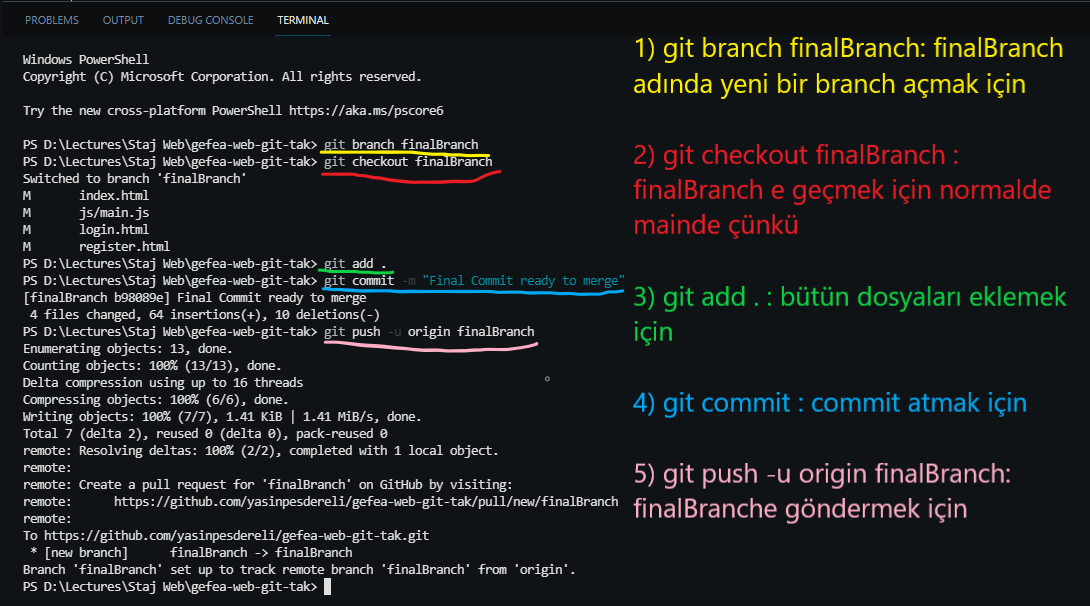 PROBLEMS OUTPUT DEBUG CONSOLE TERMINAL
Windows PowerShell
Copyright (C) Microsoft Corporation. All rights reserved.
Try the new cross-platform PowerShell https://aka.ms/pscore6
PS D:\Lectures\Staj Web\gefea-web-git-tak> git branch finalBranch
PS D:\Lectures\Staj Web\gefea-web-git-tak> git checkout finalBranch
Switched to branch 'finalBranch'
M index.html
M js/main.js
M login.html
M register.html
PS D:\Lectures\Staj Web\gefea-web-git-tak> git add .
PS D:\Lectures\Staj Web\gefea-web-git-tak> git commit -m "Final Commit ready to merge"
[finalBranch b98089e] Final Commit ready to merge
4 files changed, 64 insertions(+), 10 deletions(-)
PS D:\Lectures\Staj Web\gefea-web-git-tak> git push -u origin finalBranch
Enumerating objects: 13, done.
Counting objects: 100% (13/13), done.
Delta compression using up to 16 threads
Compressing objects: 100% (6/6), done.
Writing objects: 100% (7/7), 1.41 KiB | 1.41 MiB/s, done.
Total 7 (delta 2), reused 0 (delta 0), pack-reused 0
remote: Resolving deltas: 100% (2/2), completed with 1 local object.
remote:
remote: Create a pull request for 'finalBranch' on GitHub by visiting:
remote: https://github.com/yasinpesdereli/gefea-web-git-tak/pull/new/finalBranch
remote:
To https://github.com/yasinpesdereli/gefea-web-git-tak.git
* [new branch] finalBranch -> finalBranch
Branch 'finalBranch' set up to track remote branch 'finalBranch' from 'origin'.
PS D:\Lectures\Staj Web\gefea-web-git-tak>
1) git branch finalBranch: finalBranch
adında yeni bir branch açmak için
2) git checkout finalBranch :
finalBranch e geçmek için normalde
mainde çünkü
3) git add . : bütün dosyaları eklemek
için
4) git commit : commit atmak için
5) git push -u origin finalBranch:
finalBranche göndermek için